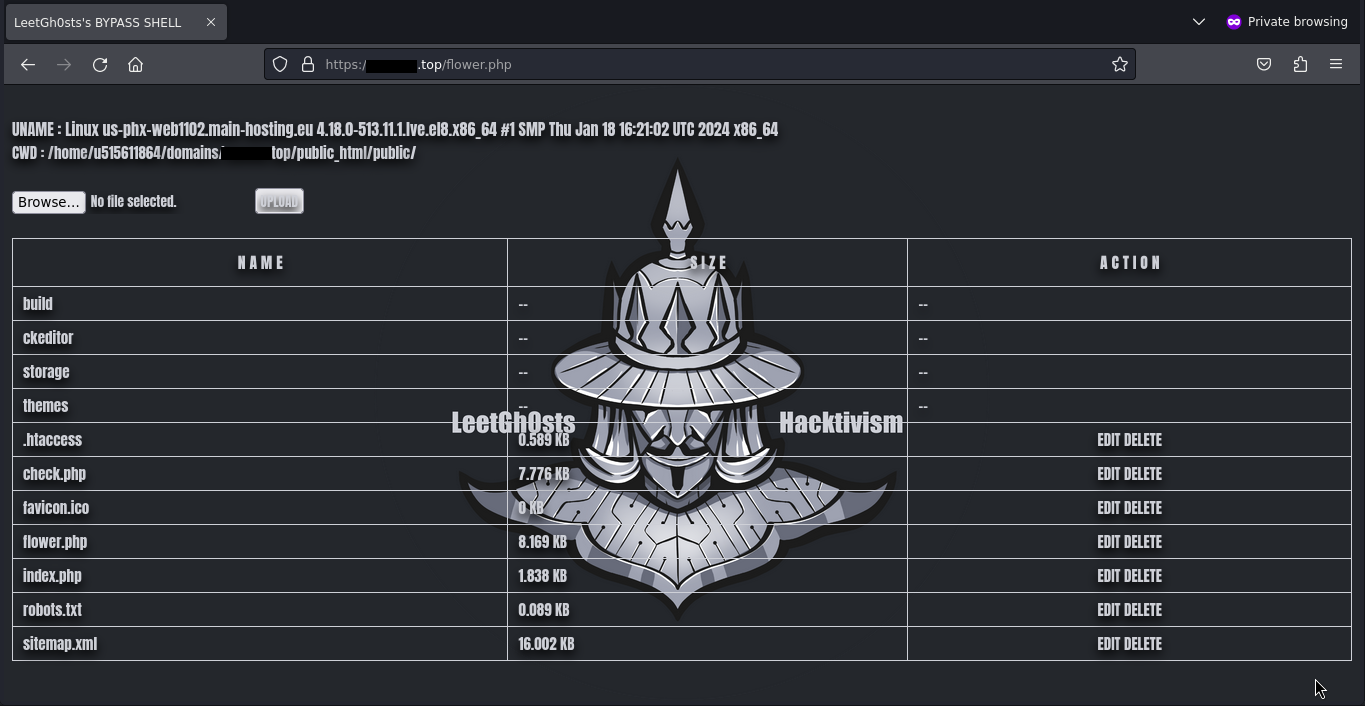 LeetGh0sts's BYPASS SHELL
Private browsing
https:/ .top/flower.php
UNAME : Linux us-phx-web1102.main-hosting.eu 4.18.0-513.11.1.lve.el8.x86_64 #1 SMP Thu Jan 18 16:21:02 UTC 2024 x86_64
CWD : /home/u515611864/domains/ top/public_html/public/
Browse... No file selected. UPLOAD
NAME SIZE ACTION
build -- --
ckeditor -- --
storage -- --
themes -- --
LeetGh0sts Hacktivism
.htaccess 0.589 KB EDIT DELETE
check.php 7.776 KB EDIT DELETE
favicon.ico 0 KB EDIT DELETE
flower.php 8.169 KB EDIT DELETE
index.php 1.838 KB EDIT DELETE
robots.txt 0.089 KB EDIT DELETE
sitemap.xml 16.002 KB EDIT DELETE